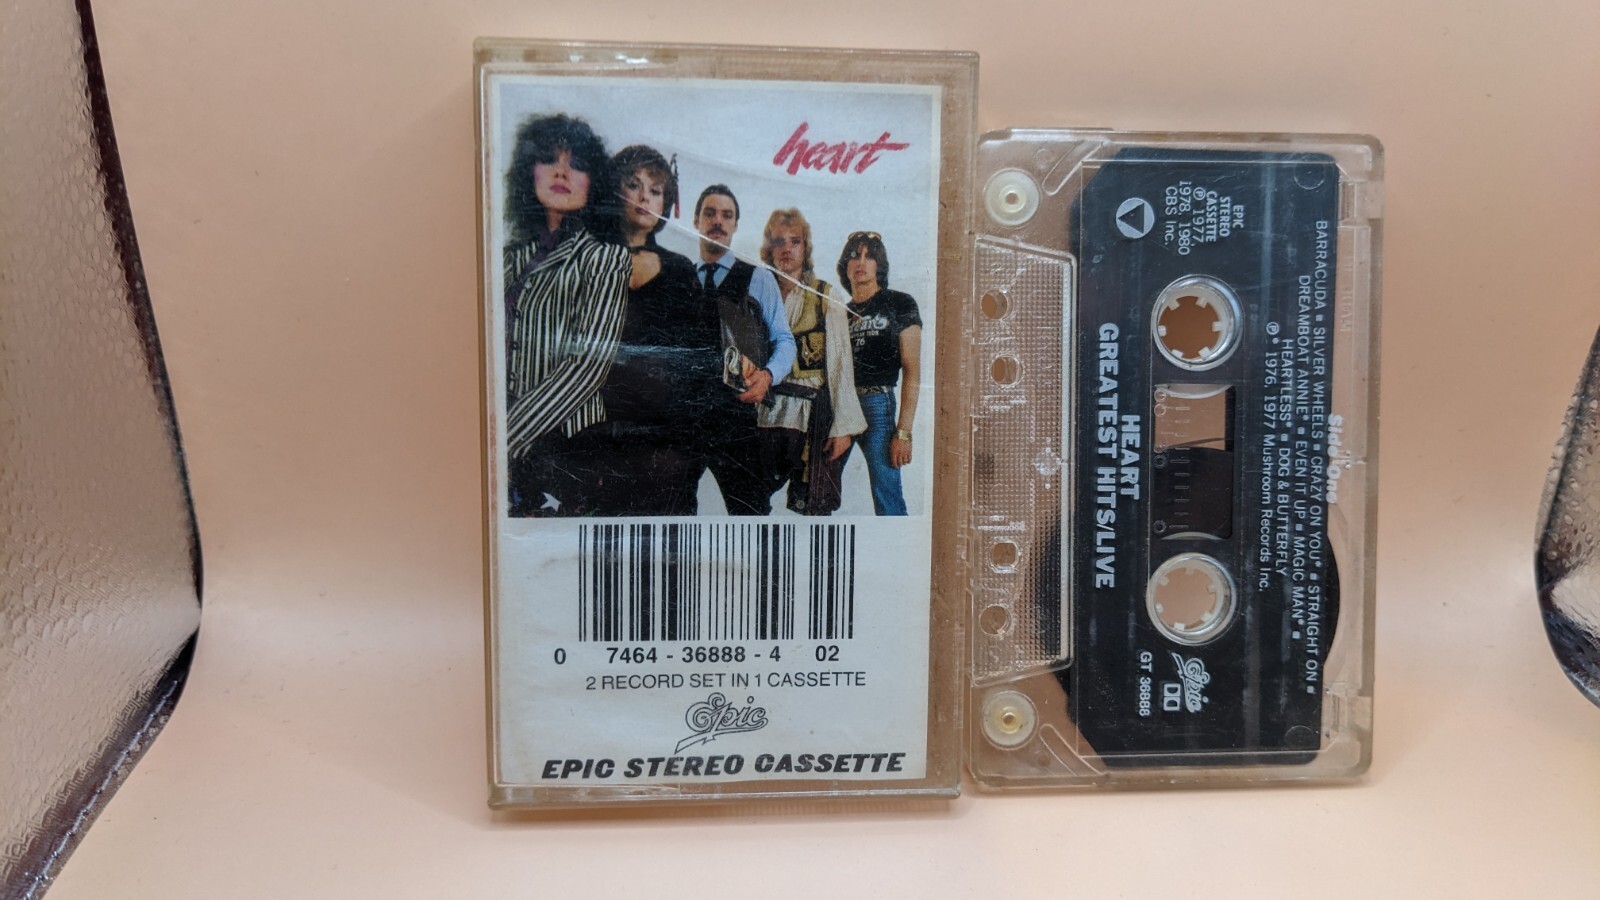 heart
heart
'78
0 7464 - 36888 - 4 02
2 RECORD SET IN 1 CASSETTE
Epic
EPIC STEREO CASSETTE
Side One
BARRACUDA ■ SILVER WHEELS ■ CRAZY ON YOU* ■ STRAIGHT ON ■
DREAMBOAT ANNIE* ■ EVEN IT UP ■ MAGIC MAN* ■
HEARTLESS* ■ DOG & BUTTERFLY
℗* 1976, 1977 Mushroom Records Inc.
EPIC
STEREO
CASSETTE
℗ 1977,
1978, 1980
CBS Inc.
Epic
GT 36888
HEART
GREATEST HITS/LIVE